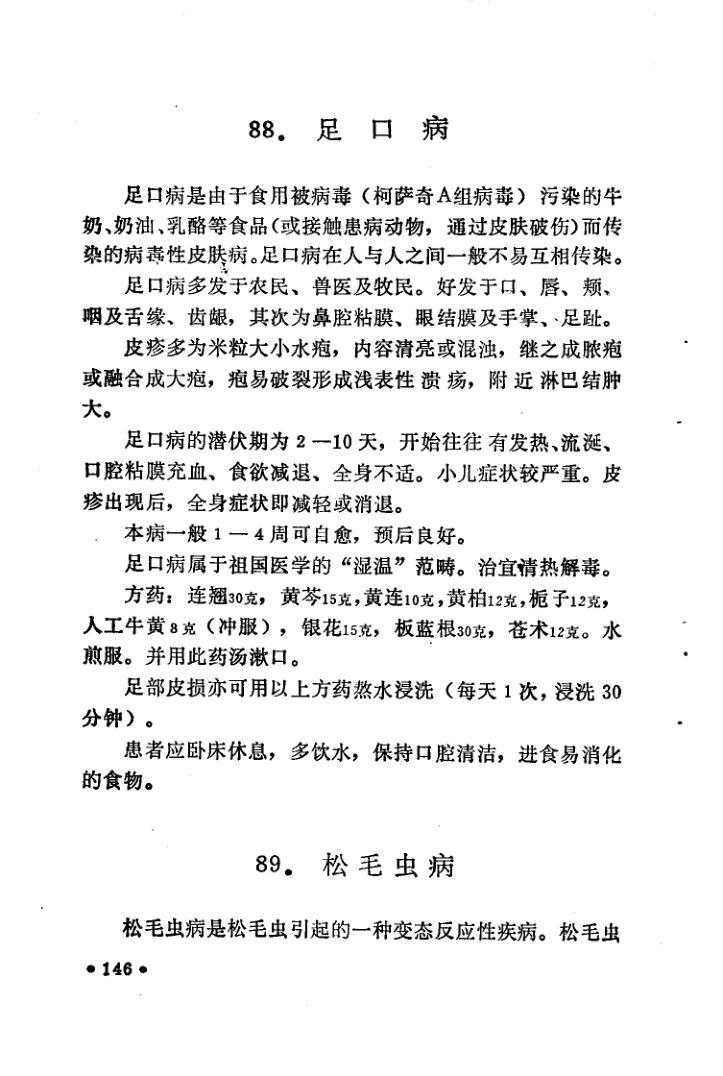 88. 足口病
足口病是由于食用被病毒（柯萨奇A组病毒）污染的牛
奶、奶油、乳酪等食品（或接触患病动物，通过皮肤破伤）而传
染的病毒性皮肤病。足口病在人与人之间一般不易互相传染。
足口病多发于农民、兽医及牧民。好发于口、唇、颊、
咽及舌缘、齿龈，其次为鼻腔粘膜、眼结膜及手掌、足趾。
皮疹多为米粒大小水疱，内容清亮或混浊，继之成脓疱
或融合成大疱，疱易破裂形成浅表性溃疡，附近淋巴结肿
大。
足口病的潜伏期为2—10天，开始往往有发热、流涎、
口腔粘膜充血、食欲减退、全身不适。小儿症状较严重。皮
疹出现后，全身症状即减轻或消退。
本病一般1—4周可自愈，预后良好。
足口病属于祖国医学的“湿温”范畴。治宜清热解毒。
方药：连翘30克，黄芩15克，黄连10克，黄柏12克，栀子12克，
人工牛黄8克（冲服），银花15克，板蓝根30克，苍术12克。水
煎服。并用此药汤漱口。
足部皮损亦可用以上方药熬水浸洗（每天1次，浸洗30
分钟）。
患者应卧床休息，多饮水，保持口腔清洁，进食易消化
的食物。
89. 松毛虫病
松毛虫病是松毛虫引起的一种变态反应性疾病。松毛虫
•146•